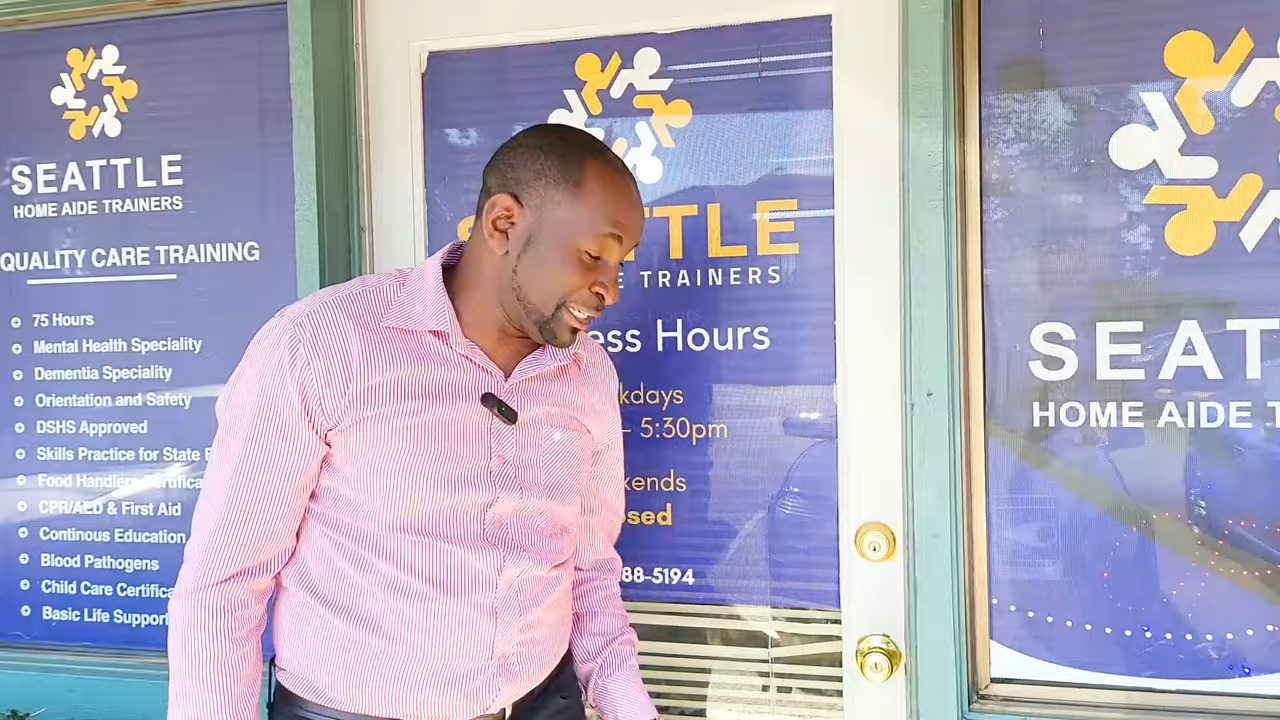 SEATTLE
HOME AIDE TRAINERS
QUALITY CARE TRAINING
75 Hours
Mental Health Speciality
Dementia Speciality
Orientation and Safety
DSHS Approved
Skills Practice for State
Food Handlers
CPR/AED & First Aid
Continous Education
Blood Pathogens
Child Care Certifica
Basic Life Support
TTLE
E TRAINERS
ess Hours
kdays
– 5:30pm
kends
osed
88-5194
SEAT
HOME AIDE T